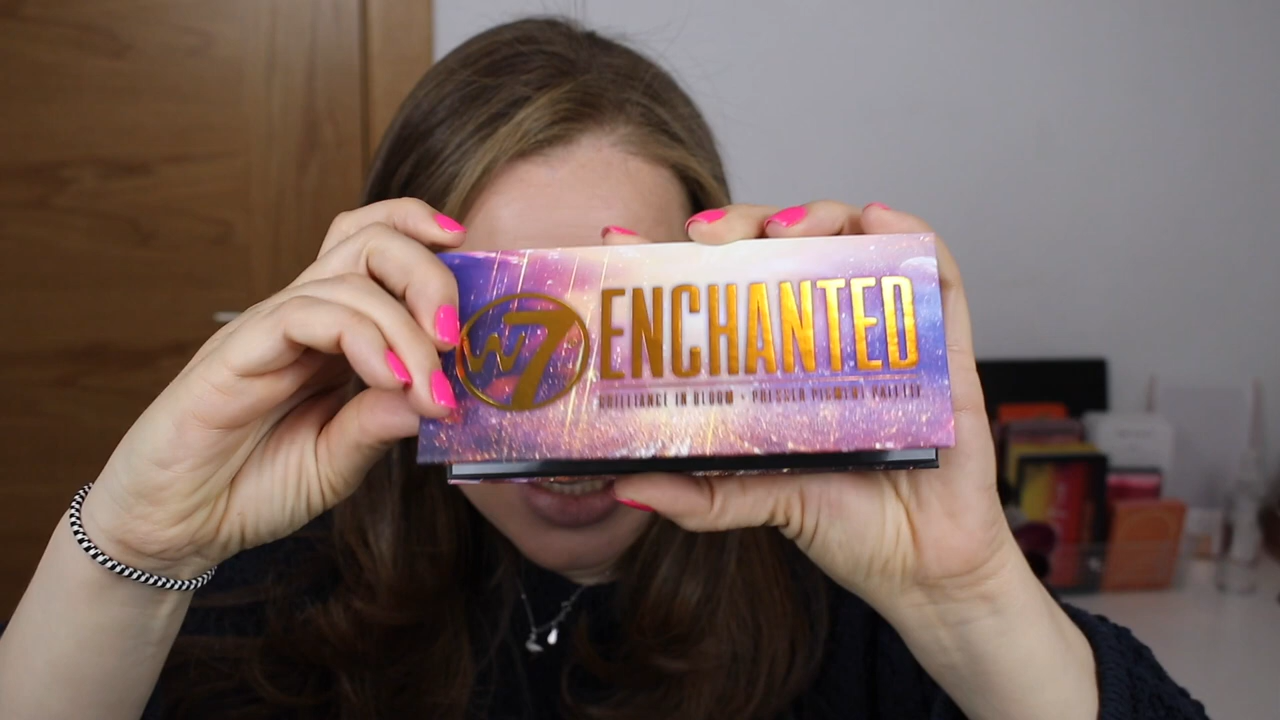 W7
ENCHANTED
BRILLIANCE IN BLOOM • PRESSED PIGMENT PALETTE